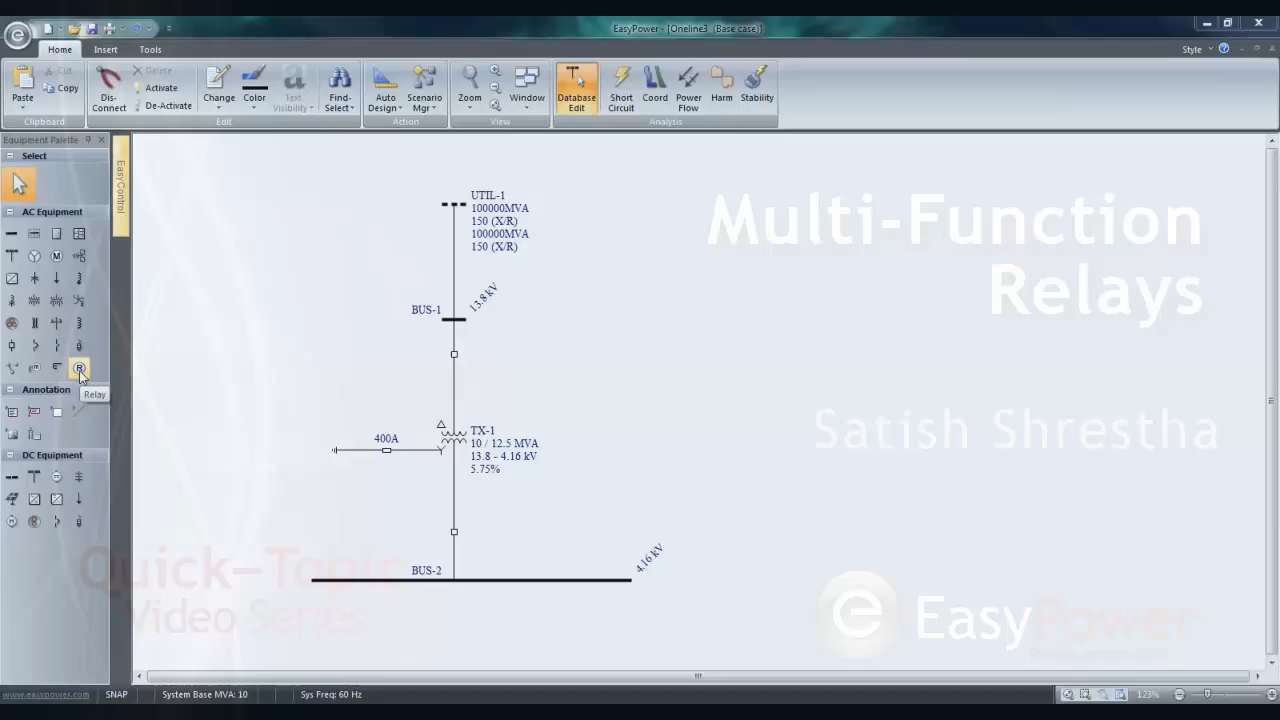 EasyPower - [Oneline3 (Base case)]
Home Insert Tools
Style
Paste
Cut
Copy
Clipboard
Dis-
Connect
Delete
Activate
De-Activate
Change
Color
Text
Visibility
Find-
Select
Edit
Auto
Design
Scenario
Mgr
Action
Zoom
Window
View
Database
Edit
Short
Circuit
Coord
Power
Flow
Harm
Stability
Analysis
Equipment Palette
Select
AC Equipment
Relay
Annotation
DC Equipment
EasyControl
UTIL-1
100000MVA
150 (X/R)
100000MVA
150 (X/R)
BUS-1
13.8 kV
TX-1
10 / 12.5 MVA
13.8 - 4.16 kV
5.75%
400A
BUS-2
4.16 kV
Multi-Function
Relays
Satish Shrestha
Quick-Topic
Video Series
e EasyPower
www.easypower.com SNAP System Base MVA: 10 Sys Freq: 60 Hz 123%